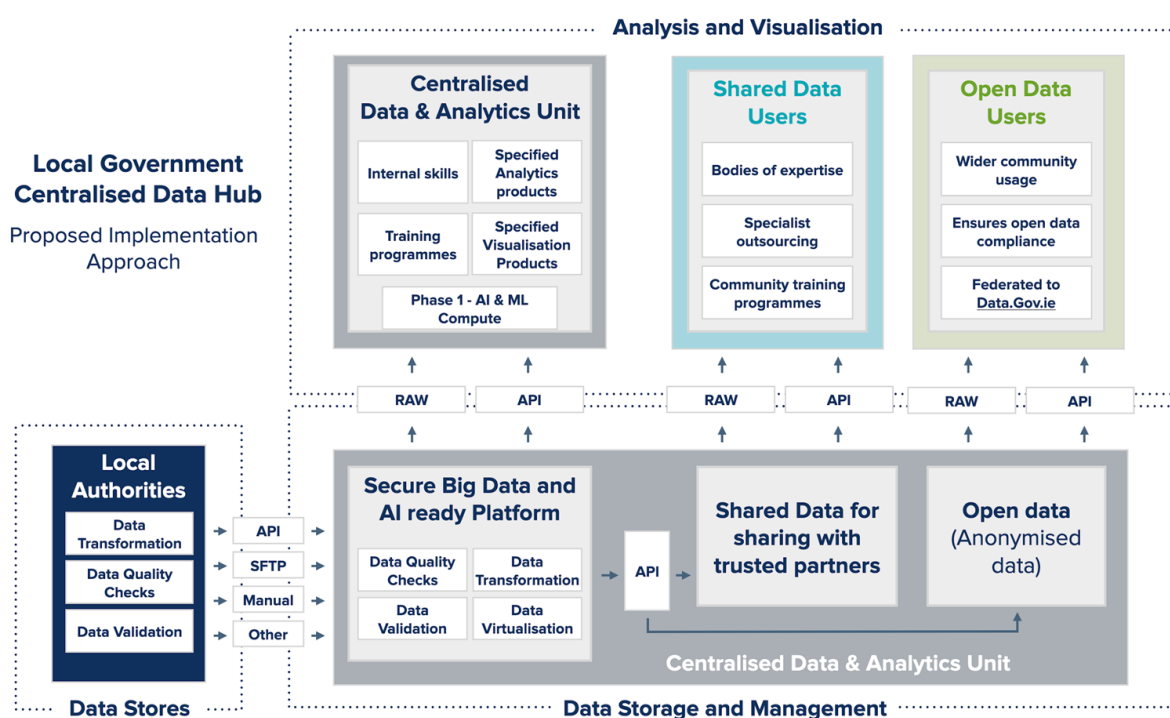 Analysis and Visualisation
Local Government
Centralised Data Hub
Proposed Implementation
Approach
Centralised
Data & Analytics Unit
Internal skills
Specified
Analytics
products
Training
programmes
Specified
Visualisation
Products
Phase 1 - AI & ML
Compute
Shared Data
Users
Bodies of expertise
Specialist
outsourcing
Community training
programmes
Open Data
Users
Wider community
usage
Ensures open data
compliance
Federated to
Data.Gov.ie
RAW
API
RAW
API
RAW
API
Local
Authorities
Data
Transformation
Data Quality
Checks
Data Validation
Data Stores
API
SFTP
Manual
Other
Secure Big Data and
AI ready Platform
Data Quality
Checks
Data
Transformation
Data
Validation
Data
Virtualisation
API
Shared Data for
sharing with
trusted partners
Open data
(Anonymised
data)
Centralised Data & Analytics Unit
Data Storage and Management